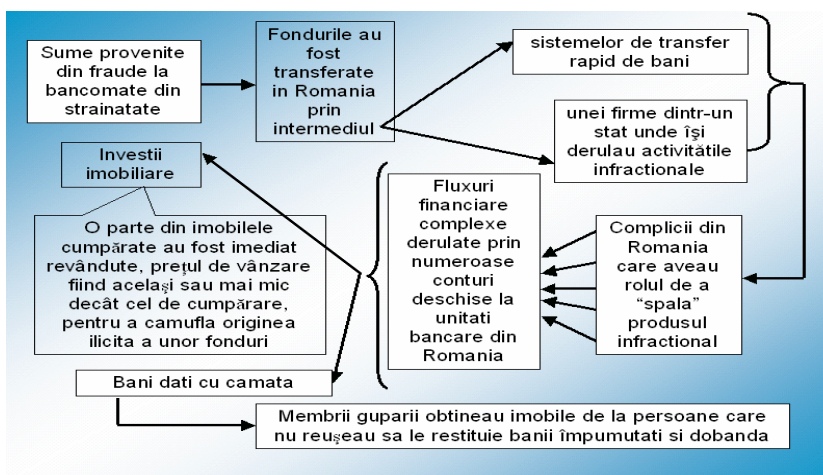 Sume provenite
din fraude la
bancomate din
strainatate
Fondurile au
fost
transferate
in Romania
prin
intermediul
sistemelor de transfer
rapid de bani
unei firme dintr-un
stat unde își
derulau activitățile
infractionale
Investii
imobiliare
O parte din imobilele
cumpărate au fost imediat
revândute, prețul de vânzare
fiind același sau mai mic
decât cel de cumpărare,
pentru a camufla originea
ilicita a unor fonduri
Fluxuri
financiare
complexe
derulate prin
numeroase
conturi
deschise la
unitati
bancare din
Romania
Complicii din
Romania
care aveau
rolul de a
“spala”
produsul
infractional
Bani dati cu camata
Membrii guparii obtineau imobile de la persoane care
nu reușeau sa le restituie banii împumutati si dobanda